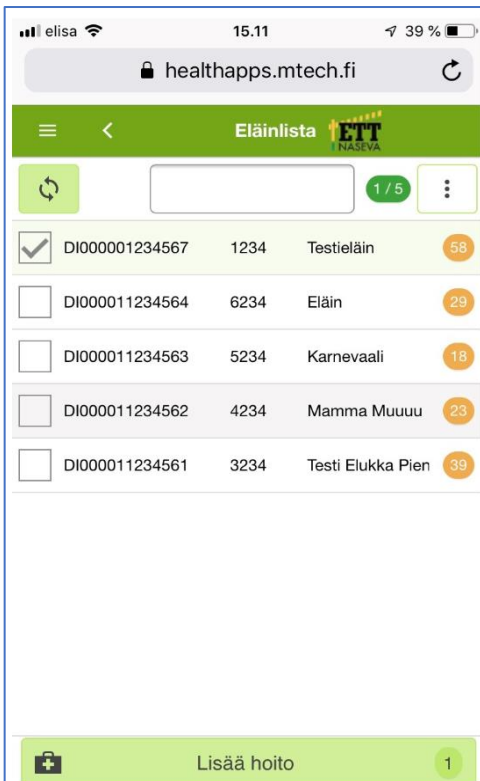 elisa 15.11 39 %
healthapps.mtech.fi
Eläinlista ETT NASEVA
1 / 5
DI000001234567 1234 Testieläin 58
DI000011234564 6234 Eläin 29
DI000011234563 5234 Karnevaali 18
DI000011234562 4234 Mamma Muuuu 23
DI000011234561 3234 Testi Elukka Pien 39
Lisää hoito 1